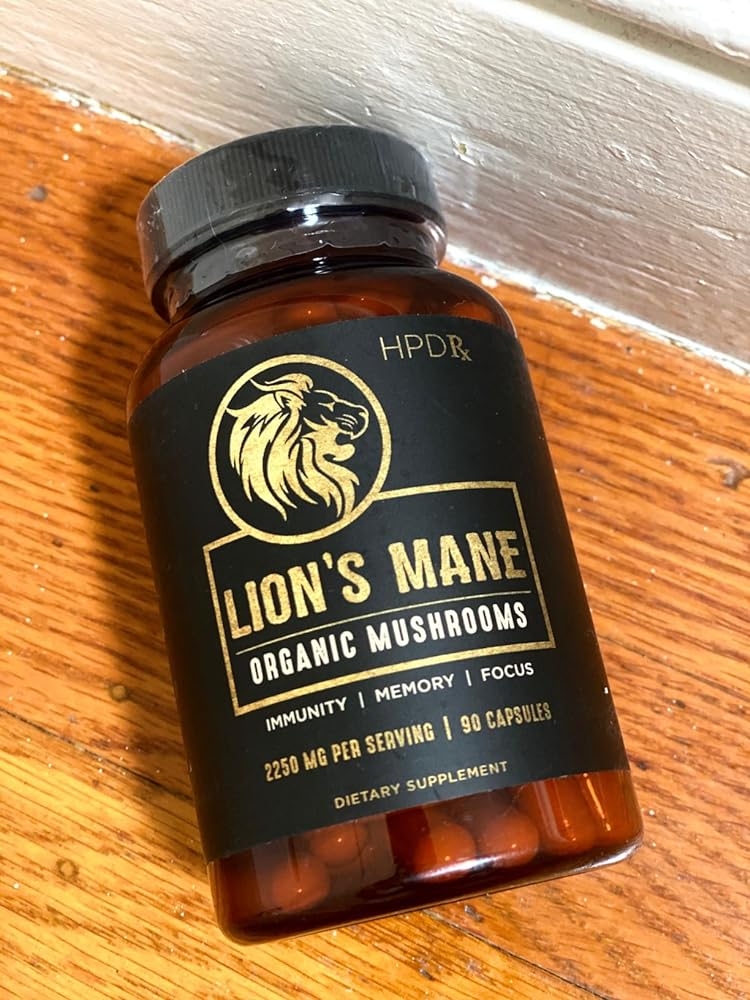 HPDRx
LION'S MANE
ORGANIC MUSHROOMS
IMMUNITY | MEMORY | FOCUS
2250 MG PER SERVING | 90 CAPSULES
DIETARY SUPPLEMENT